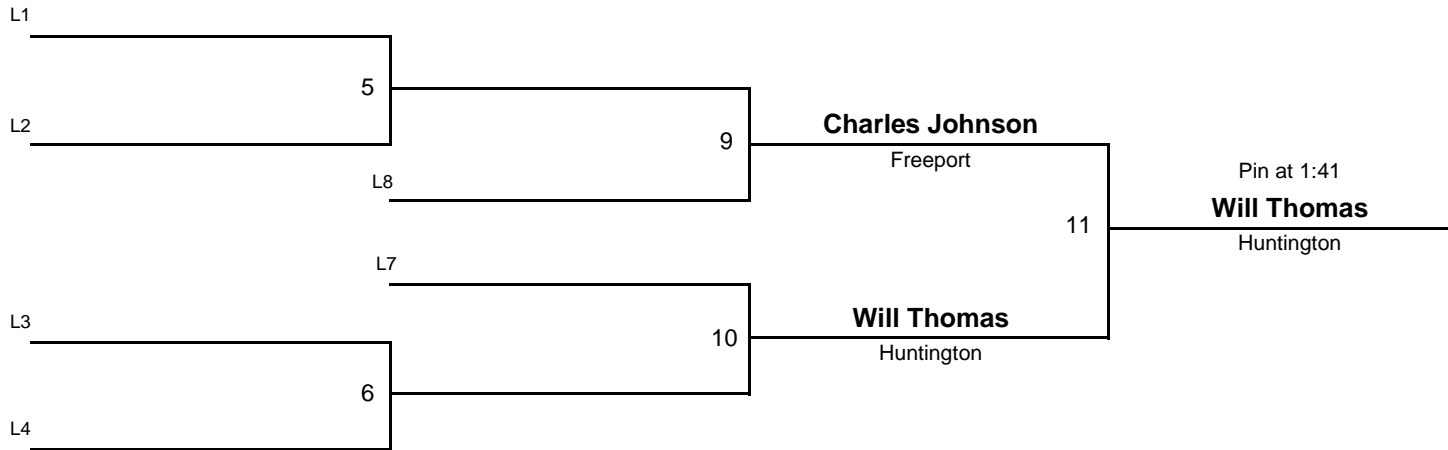 L1
5
L2
9
Charles Johnson
Freeport
L8
Pin at 1:41
Will Thomas
Huntington
11
L7
L3
10
Will Thomas
Huntington
6
L4